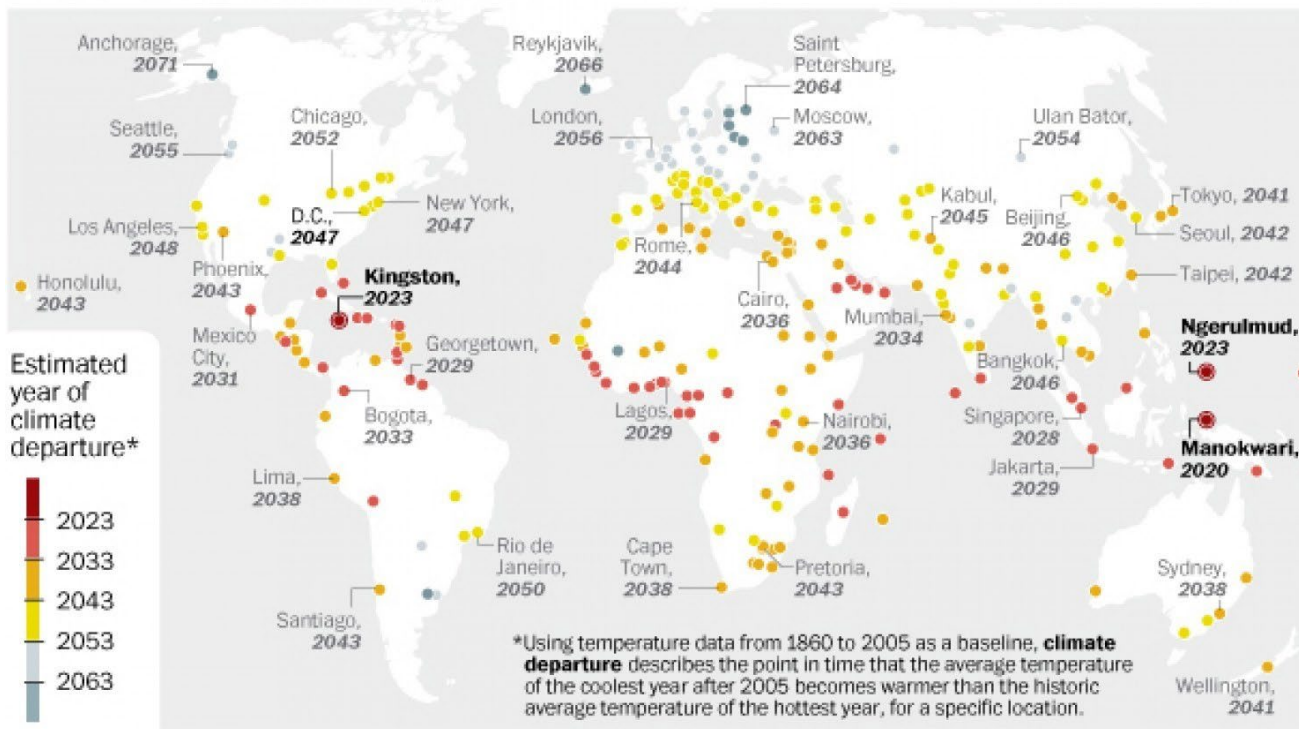 Anchorage,
2071
Reykjavik,
2066
Saint
Petersburg,
2064
Seattle,
2055
Chicago,
2052
London,
2056
Moscow,
2063
Ulan Bator,
2054
Los Angeles,
2048
D.C.,
2047
New York,
2047
Rome,
2044
Kabul,
2045
Beijing,
2046
Tokyo, 2041
Seoul, 2042
Honolulu,
2043
Phoenix,
2043
Kingston,
2023
Cairo,
2036
Mumbai,
2034
Taipei, 2042
Mexico
City,
2031
Georgetown,
2029
Bangkok,
2046
Ngerulmud,
2023
Bogota,
2033
Lagos,
2029
Nairobi,
2036
Singapore,
2028
Jakarta,
2029
Manokwari,
2020
Lima,
2038
Rio de
Janeiro,
2050
Cape
Town,
2038
Pretoria,
2043
Sydney,
2038
Santiago,
2043
Wellington,
2041
Estimated
year of
climate
departure*
2023
2033
2043
2053
2063
*Using temperature data from 1860 to 2005 as a baseline, climate
departure describes the point in time that the average temperature
of the coolest year after 2005 becomes warmer than the historic
average temperature of the hottest year, for a specific location.